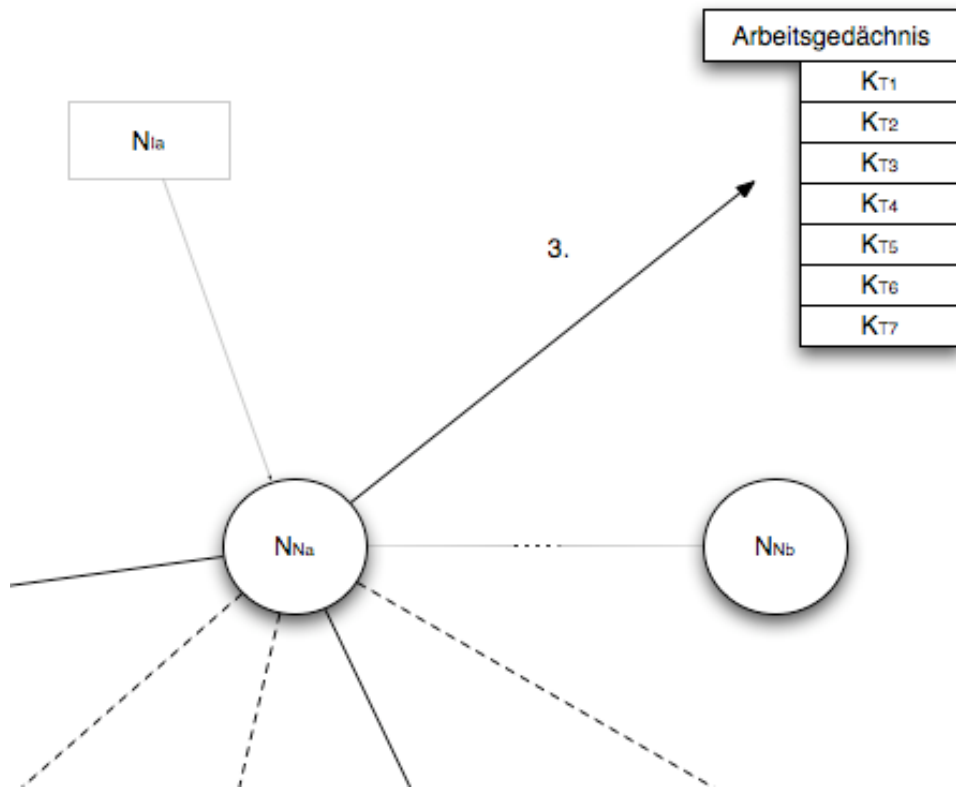 Arbeitsgedächnis
KT1
KT2
KT3
KT4
KT5
KT6
KT7
NIa
3.
NNa
NNb